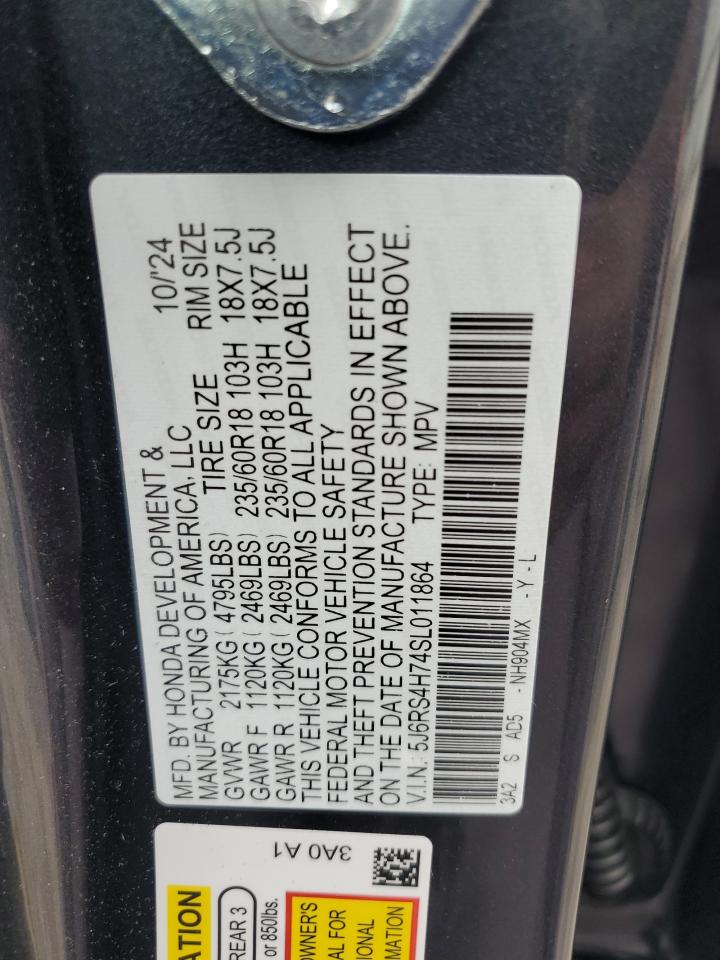 MFD. BY HONDA DEVELOPMENT & 10/'24
MANUFACTURING OF AMERICA, LLC
TIRE SIZE RIM SIZE
GVWR 2175KG ( 4795LBS)
GAWR F 1120KG ( 2469LBS) 235/60R18 103H 18X7.5J
GAWR R 1120KG ( 2469LBS) 235/60R18 103H 18X7.5J
THIS VEHICLE CONFORMS TO ALL APPLICABLE
FEDERAL MOTOR VEHICLE SAFETY
AND THEFT PREVENTION STANDARDS IN EFFECT
ON THE DATE OF MANUFACTURE SHOWN ABOVE.
V.I.N.: 5J6RS4H74SL011864 TYPE: MPV
3A2 S AD5 - NH904MX - Y - L
3A0 A1
ATION
REAR 3
or 850lbs.
OWNER'S
AL FOR
IONAL
MATION